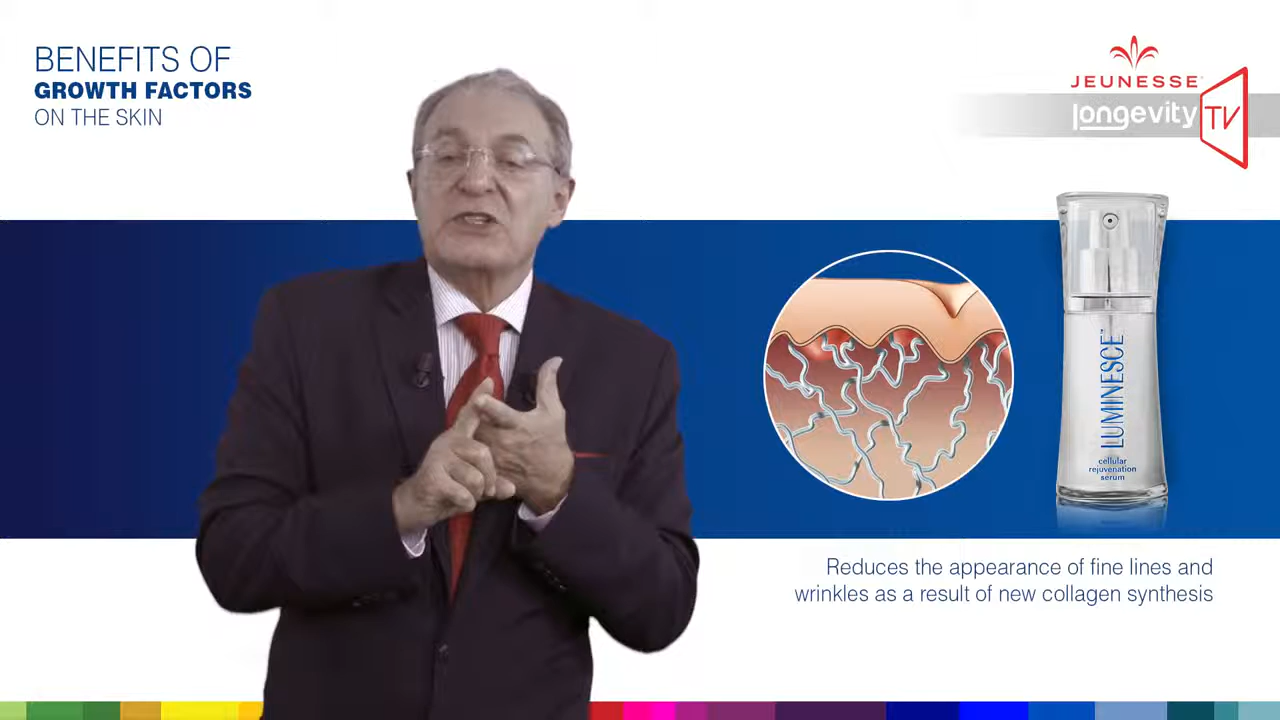 BENEFITS OF
GROWTH FACTORS
ON THE SKIN
JEUNESSE
longevity TV
LUMINESCE™
cellular
rejuvenation
serum
Reduces the appearance of fine lines and
wrinkles as a result of new collagen synthesis